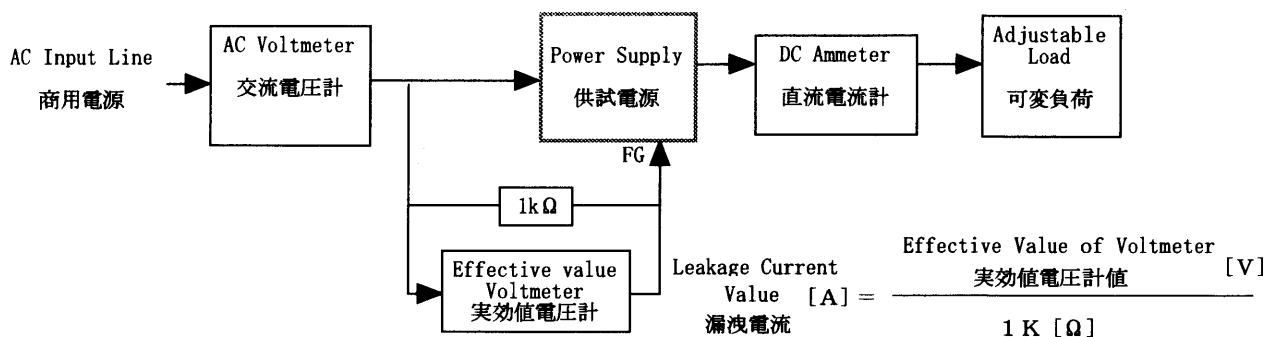 AC Input Line
商用電源
AC Voltmeter
交流電圧計
Power Supply
供試電源
DC Ammeter
直流電流計
Adjustable
Load
可変負荷
FG
1kΩ
Effective value
Voltmeter
実効値電圧計
Leakage Current
Value [A] =
漏洩電流
Effective Value of Voltmeter
実効値電圧計値 [V]
1 K [Ω]